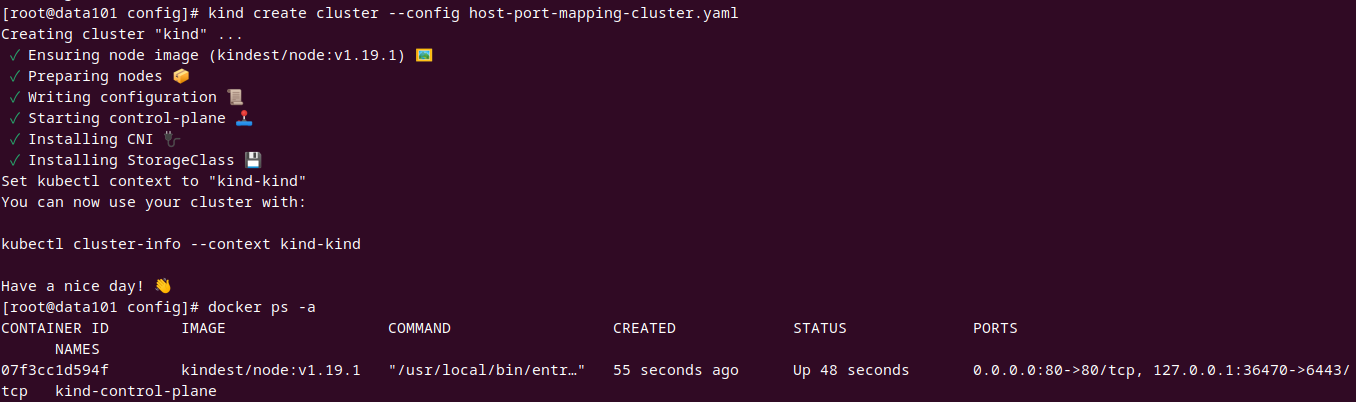 [root@data101 config]# kind create cluster --config host-port-mapping-cluster.yaml
Creating cluster "kind" ...
✓ Ensuring node image (kindest/node:v1.19.1) 🖼
✓ Preparing nodes 📦
✓ Writing configuration 📜
✓ Starting control-plane 🕹️
✓ Installing CNI 🔌
✓ Installing StorageClass 💾
Set kubectl context to "kind-kind"
You can now use your cluster with:

kubectl cluster-info --context kind-kind

Have a nice day! 👋
[root@data101 config]# docker ps -a
CONTAINER ID        IMAGE                  COMMAND                  CREATED             STATUS              PORTS
      NAMES
07f3cc1d594f        kindest/node:v1.19.1   "/usr/local/bin/entr…"   55 seconds ago      Up 48 seconds       0.0.0.0:80->80/tcp, 127.0.0.1:36470->6443/
tcp   kind-control-plane